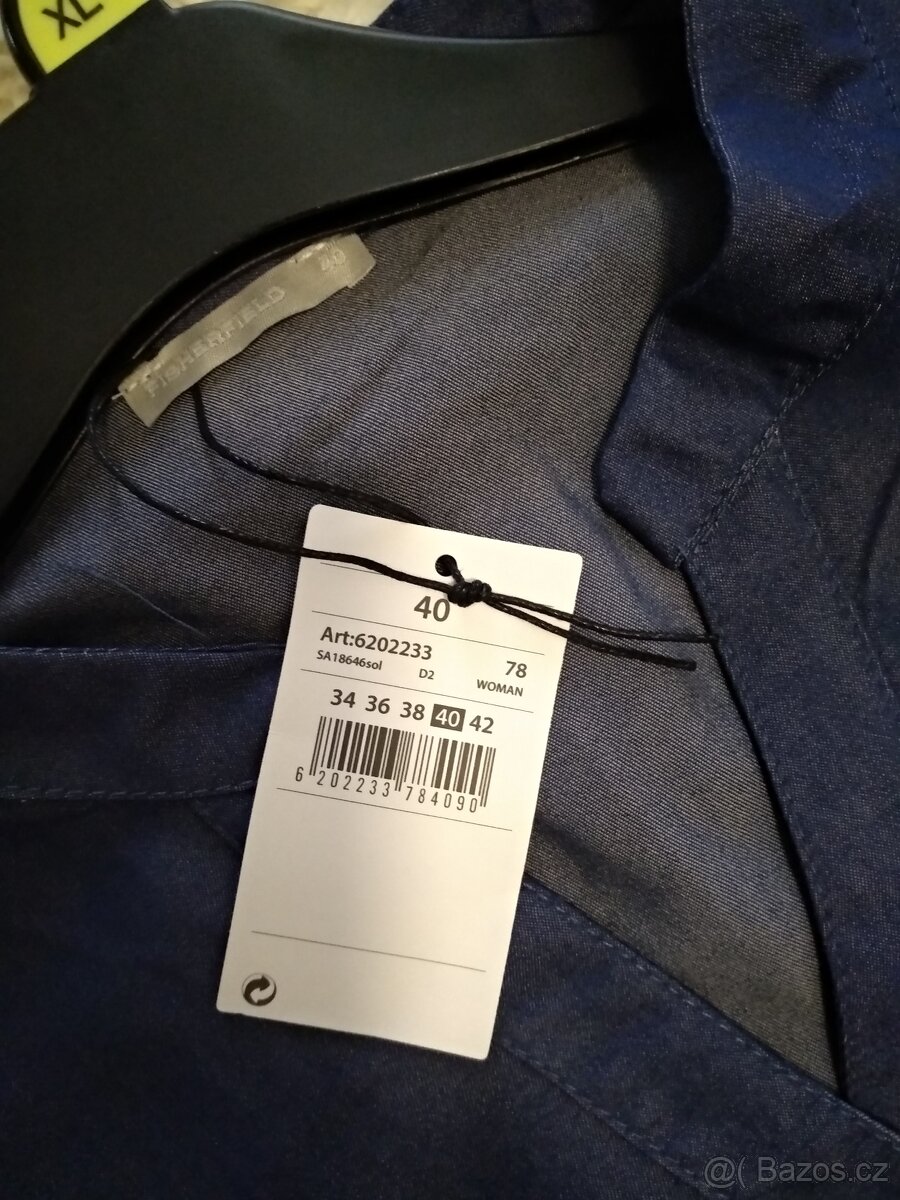 XL
40
FISHERFIELD
40
Art:6202233
78
SA18646sol
D2
WOMAN
34 36 38 40 42
6 202233 784090
@( Bazos.cz